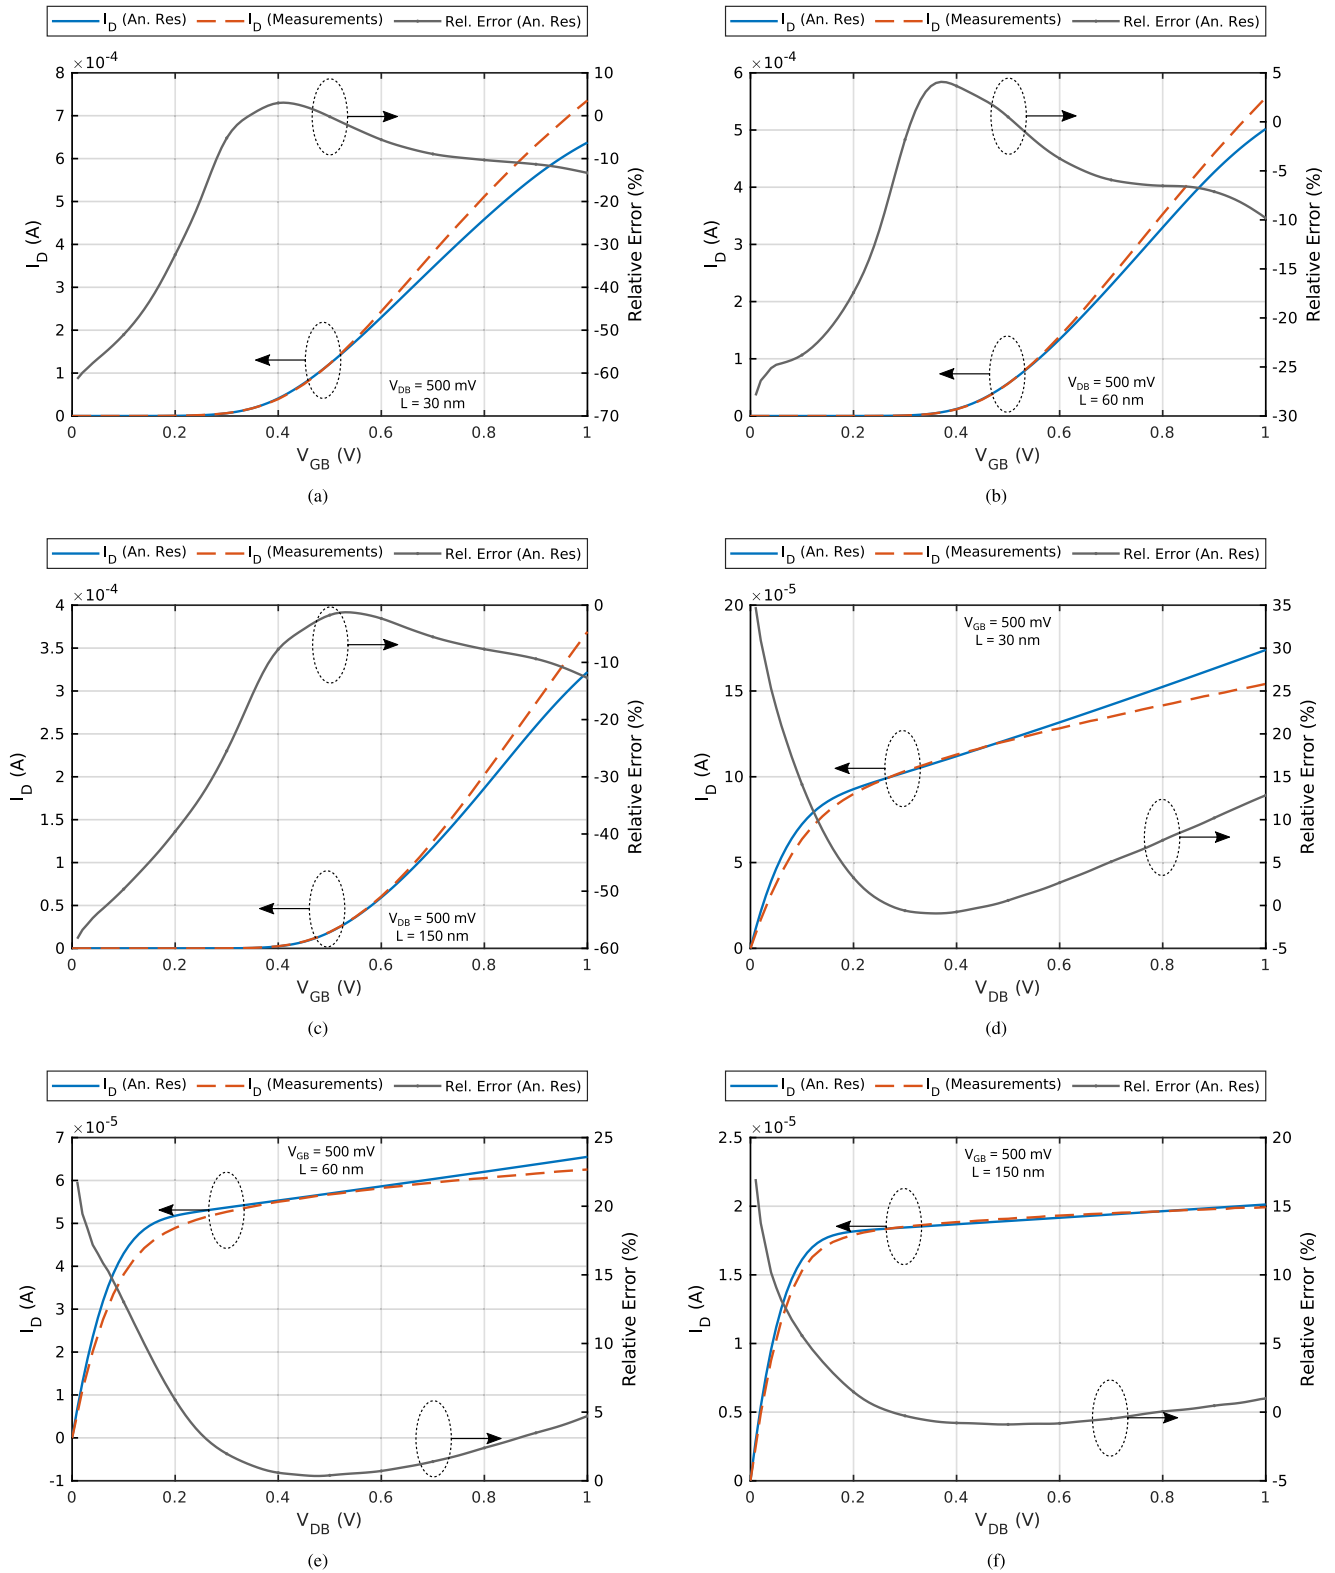 I_D (An. Res) I_D (Measurements) Rel. Error (An. Res)
×10^-4
8
7
6
5
4
3
2
1
0
I_D (A)
10
0
-10
-20
-30
-40
-50
-60
-70
Relative Error (%)
V_DB = 500 mV
L = 30 nm
0 0.2 0.4 0.6 0.8 1
V_GB (V)
(a)
I_D (An. Res) I_D (Measurements) Rel. Error (An. Res)
×10^-4
6
5
4
3
2
1
0
I_D (A)
5
0
-5
-10
-15
-20
-25
-30
Relative Error (%)
V_DB = 500 mV
L = 60 nm
0 0.2 0.4 0.6 0.8 1
V_GB (V)
(b)
I_D (An. Res) I_D (Measurements) Rel. Error (An. Res)
×10^-4
4
3.5
3
2.5
2
1.5
1
0.5
0
I_D (A)
0
-10
-20
-30
-40
-50
-60
Relative Error (%)
V_DB = 500 mV
L = 150 nm
0 0.2 0.4 0.6 0.8 1
V_GB (V)
(c)
I_D (An. Res) I_D (Measurements) Rel. Error (An. Res)
×10^-5
20
15
10
5
0
I_D (A)
35
30
25
20
15
10
5
0
-5
Relative Error (%)
V_GB = 500 mV
L = 30 nm
0 0.2 0.4 0.6 0.8 1
V_DB (V)
(d)
I_D (An. Res) I_D (Measurements) Rel. Error (An. Res)
×10^-5
7
6
5
4
3
2
1
0
-1
I_D (A)
25
20
15
10
5
0
Relative Error (%)
V_GB = 500 mV
L = 60 nm
0 0.2 0.4 0.6 0.8 1
V_DB (V)
(e)
I_D (An. Res) I_D (Measurements) Rel. Error (An. Res)
×10^-5
2.5
2
1.5
1
0.5
0
I_D (A)
20
15
10
5
0
-5
Relative Error (%)
V_GB = 500 mV
L = 150 nm
0 0.2 0.4 0.6 0.8 1
V_DB (V)
(f)